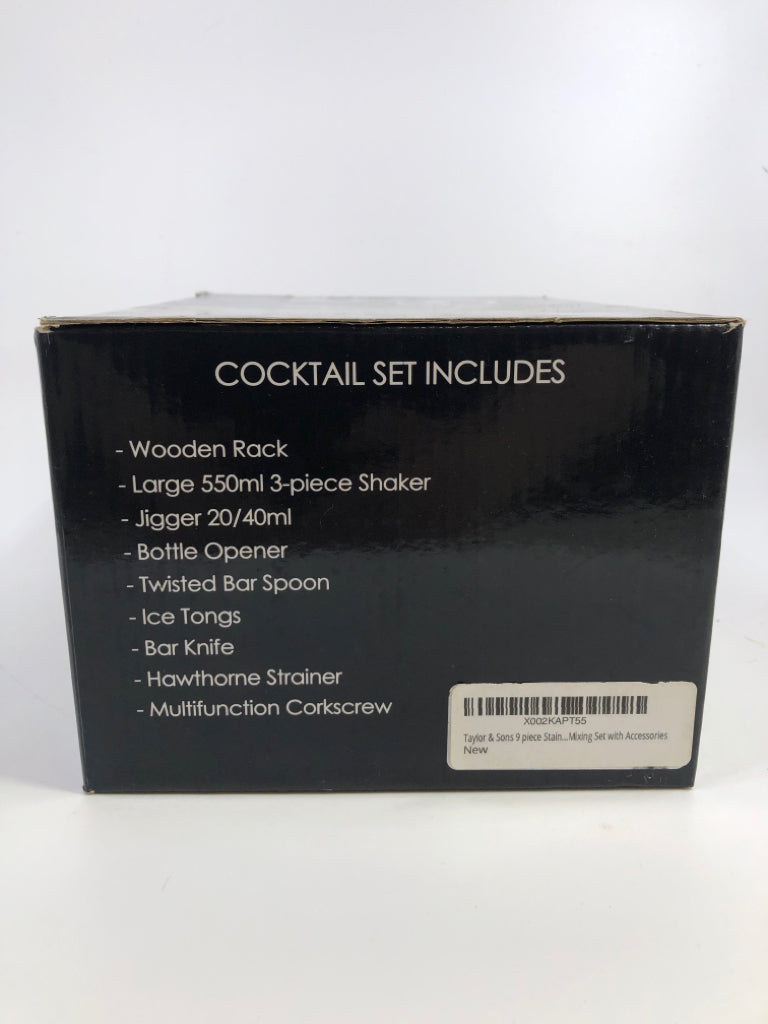 COCKTAIL SET INCLUDES
- Wooden Rack
- Large 550ml 3-piece Shaker
- Jigger 20/40ml
- Bottle Opener
- Twisted Bar Spoon
- Ice Tongs
- Bar Knife
- Hawthorne Strainer
- Multifunction Corkscrew
X002KAPT55
Taylor & Sons 9 piece Stain...Mixing Set with Accessories
New